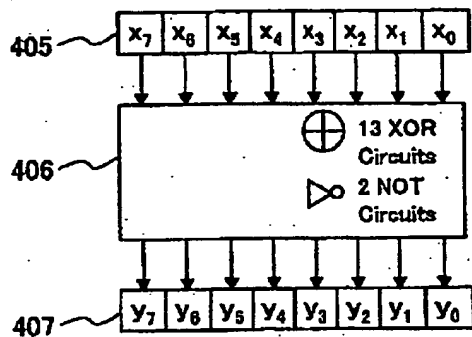 405 x₇ x₆ x₅ x₄ x₃ x₂ x₁ x₀
406
13 XOR
Circuits
2 NOT
Circuits
407 y₇ y₆ y₅ y₄ y₃ y₂ y₁ y₀